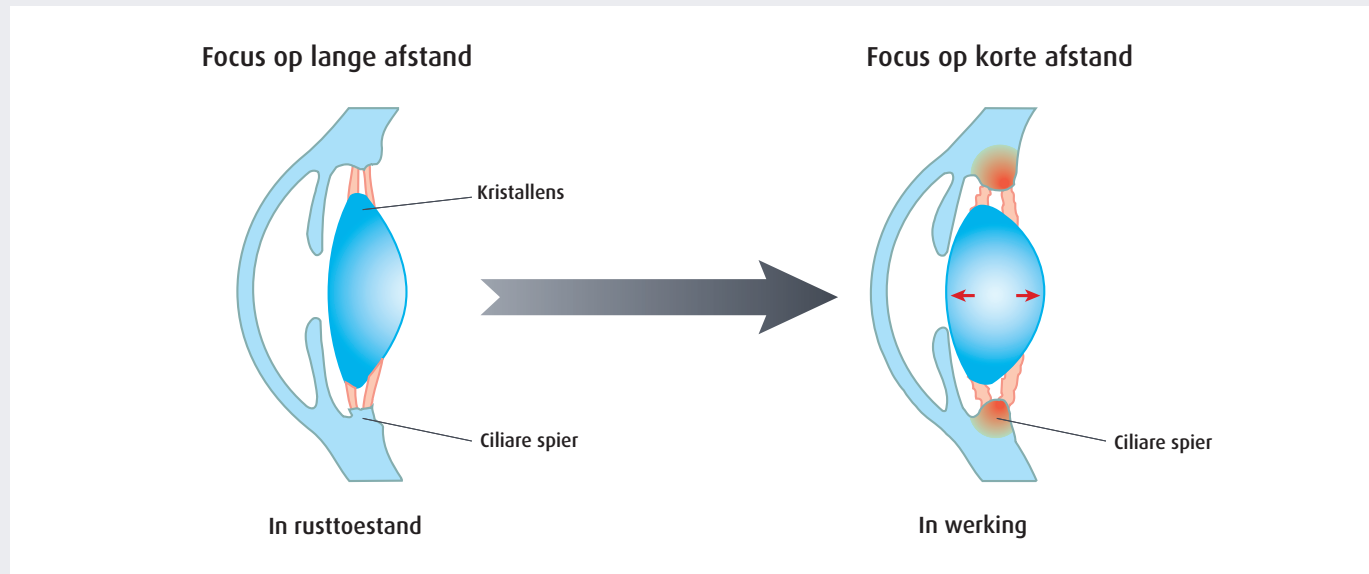 Focus op lange afstand
Focus op korte afstand
Kristallens
Ciliare spier
Ciliare spier
In rusttoestand
In werking